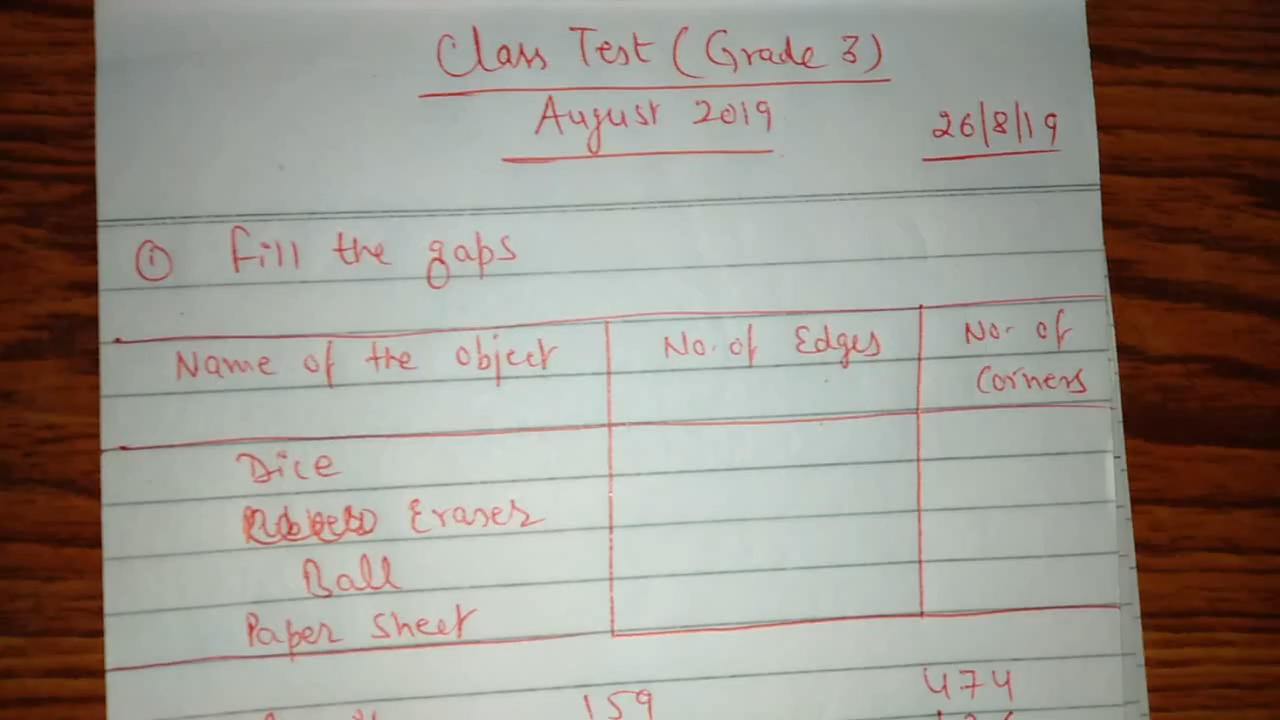 Class Test (Grade 3)
August 2019
26/8/19
① Fill the gaps
Name of the object
No. of Edges
No. of
Corners
Dice
Eraser
Ball
Paper Sheet
159
474